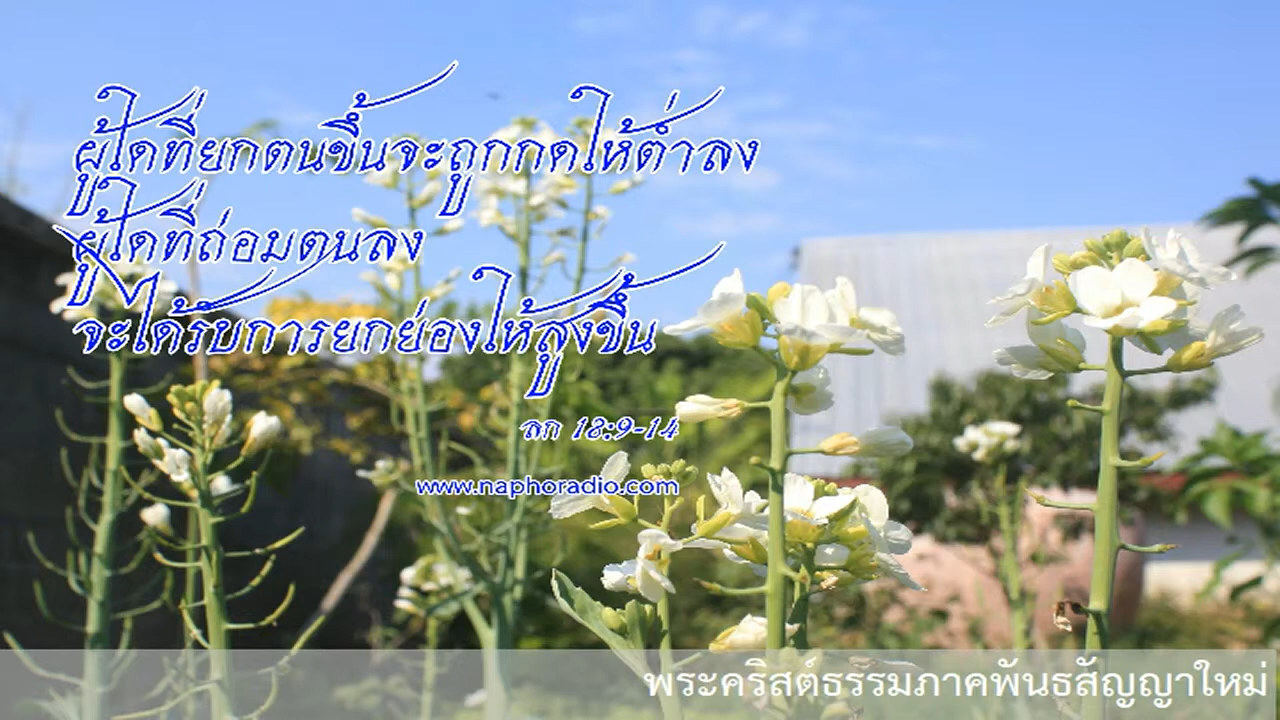 ผู้ใดที่ยกตนขึ้นจะถูกกดให้ต่ำลง
ผู้ใดที่ถ่อมตนลง
จะได้รับการยกย่องให้สูงขึ้น
ลก 18:9-14
www.naphoradio.com
พระคริสต์ธรรมภาคพันธสัญญาใหม่